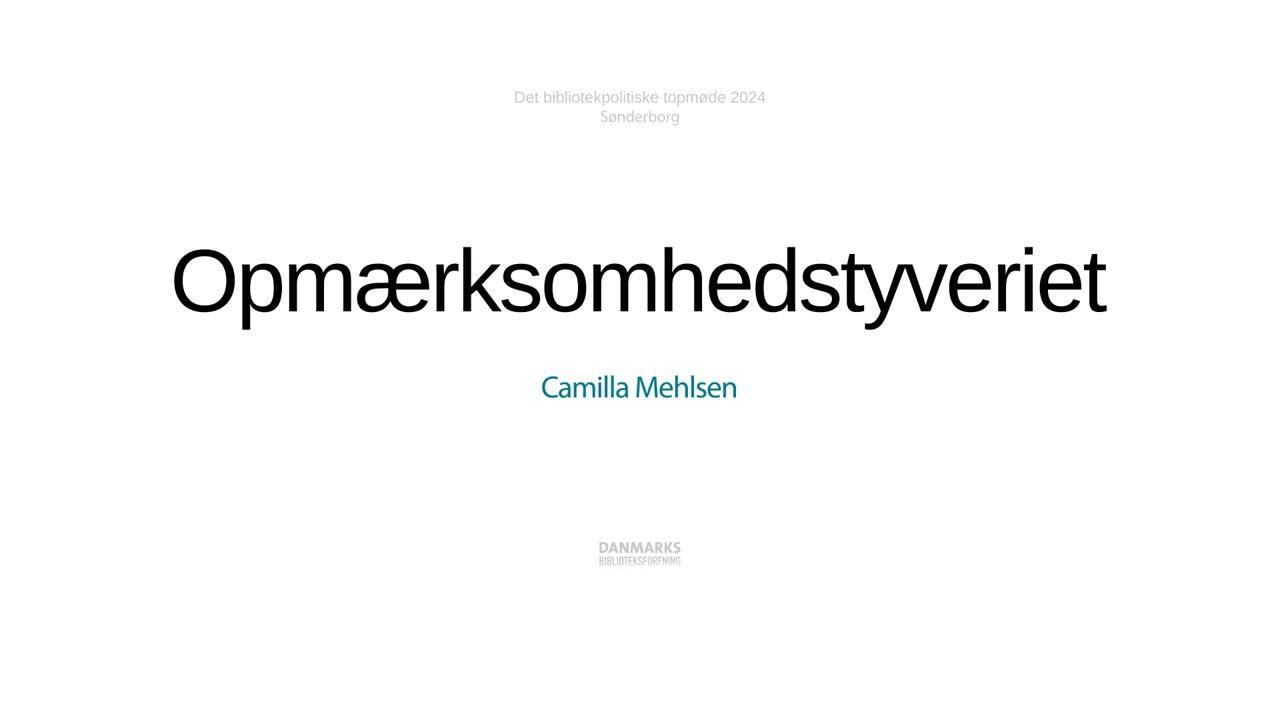 Det bibliotekpolitiske topmøde 2024
Sønderborg
Opmærksomhedstyveriet
Camilla Mehlsen
DANMARKS
BIBLIOTEKSFORENING